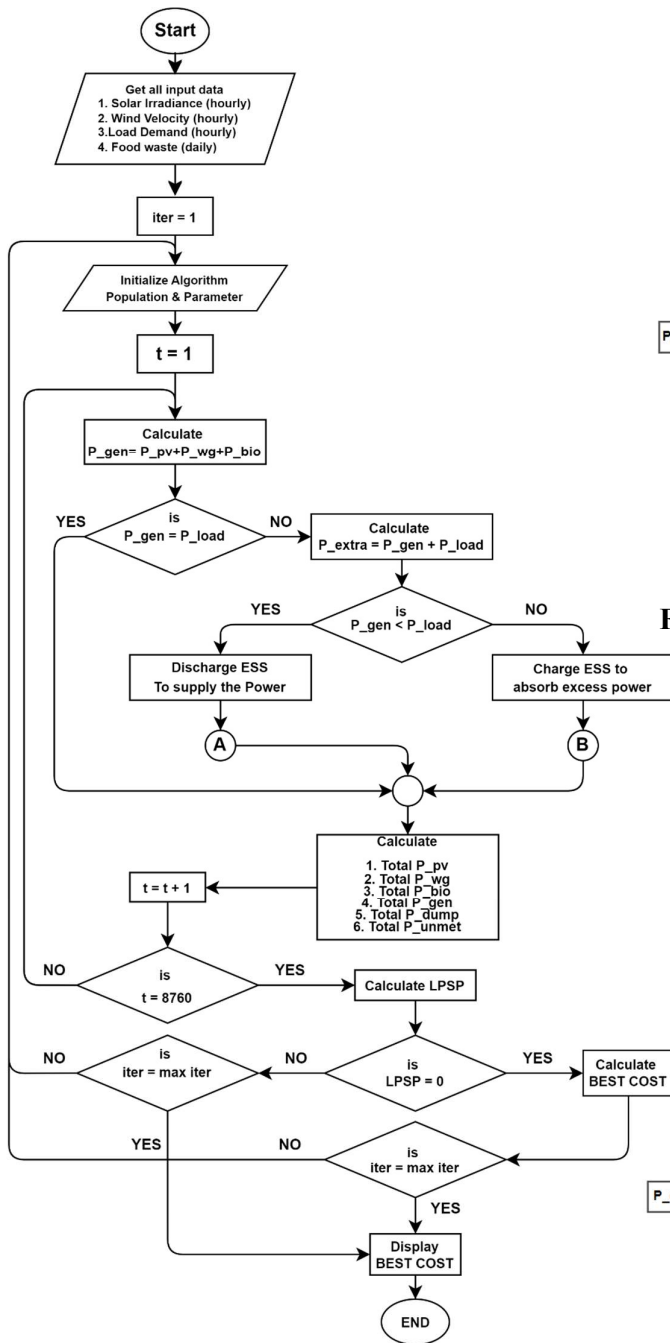 Start
Get all input data
1. Solar Irradiance (hourly)
2. Wind Velocity (hourly)
3.Load Demand (hourly)
4. Food waste (daily)
iter = 1
Initialize Algorithm
Population & Parameter
t = 1
Calculate
P_gen= P_pv+P_wg+P_bio
is
P_gen = P_load
YES
NO
Calculate
P_extra = P_gen + P_load
is
P_gen < P_load
YES
NO
Discharge ESS
To supply the Power
Charge ESS to
absorb excess power
A
B
Calculate
1. Total P_pv
2. Total P_wg
3. Total P_bio
4. Total P_gen
5. Total P_dump
6. Total P_unmet
t = t + 1
is
t = 8760
NO
YES
Calculate LPSP
is
LPSP = 0
NO
YES
is
iter = max iter
NO
YES
Calculate
BEST COST
is
iter = max iter
NO
YES
Display
BEST COST
END
P_